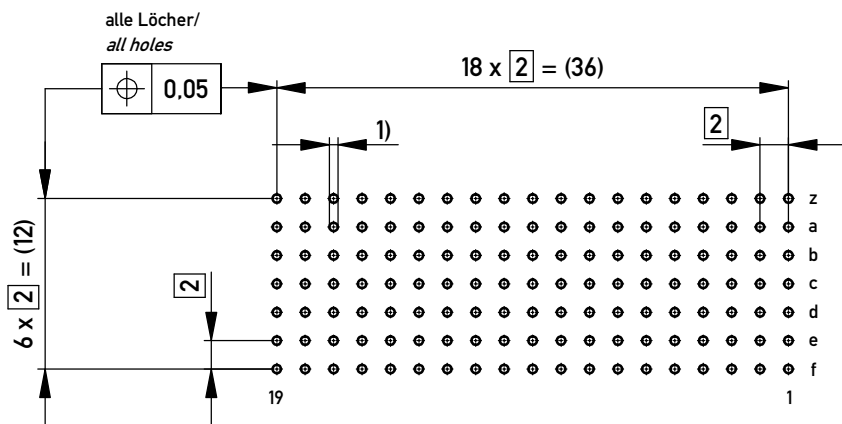 alle Löcher/
all holes
0,05
18 x 2 = (36)
1)
2
z
a
b
c
d
e
f
6 x 2 = (12)
2
19
1